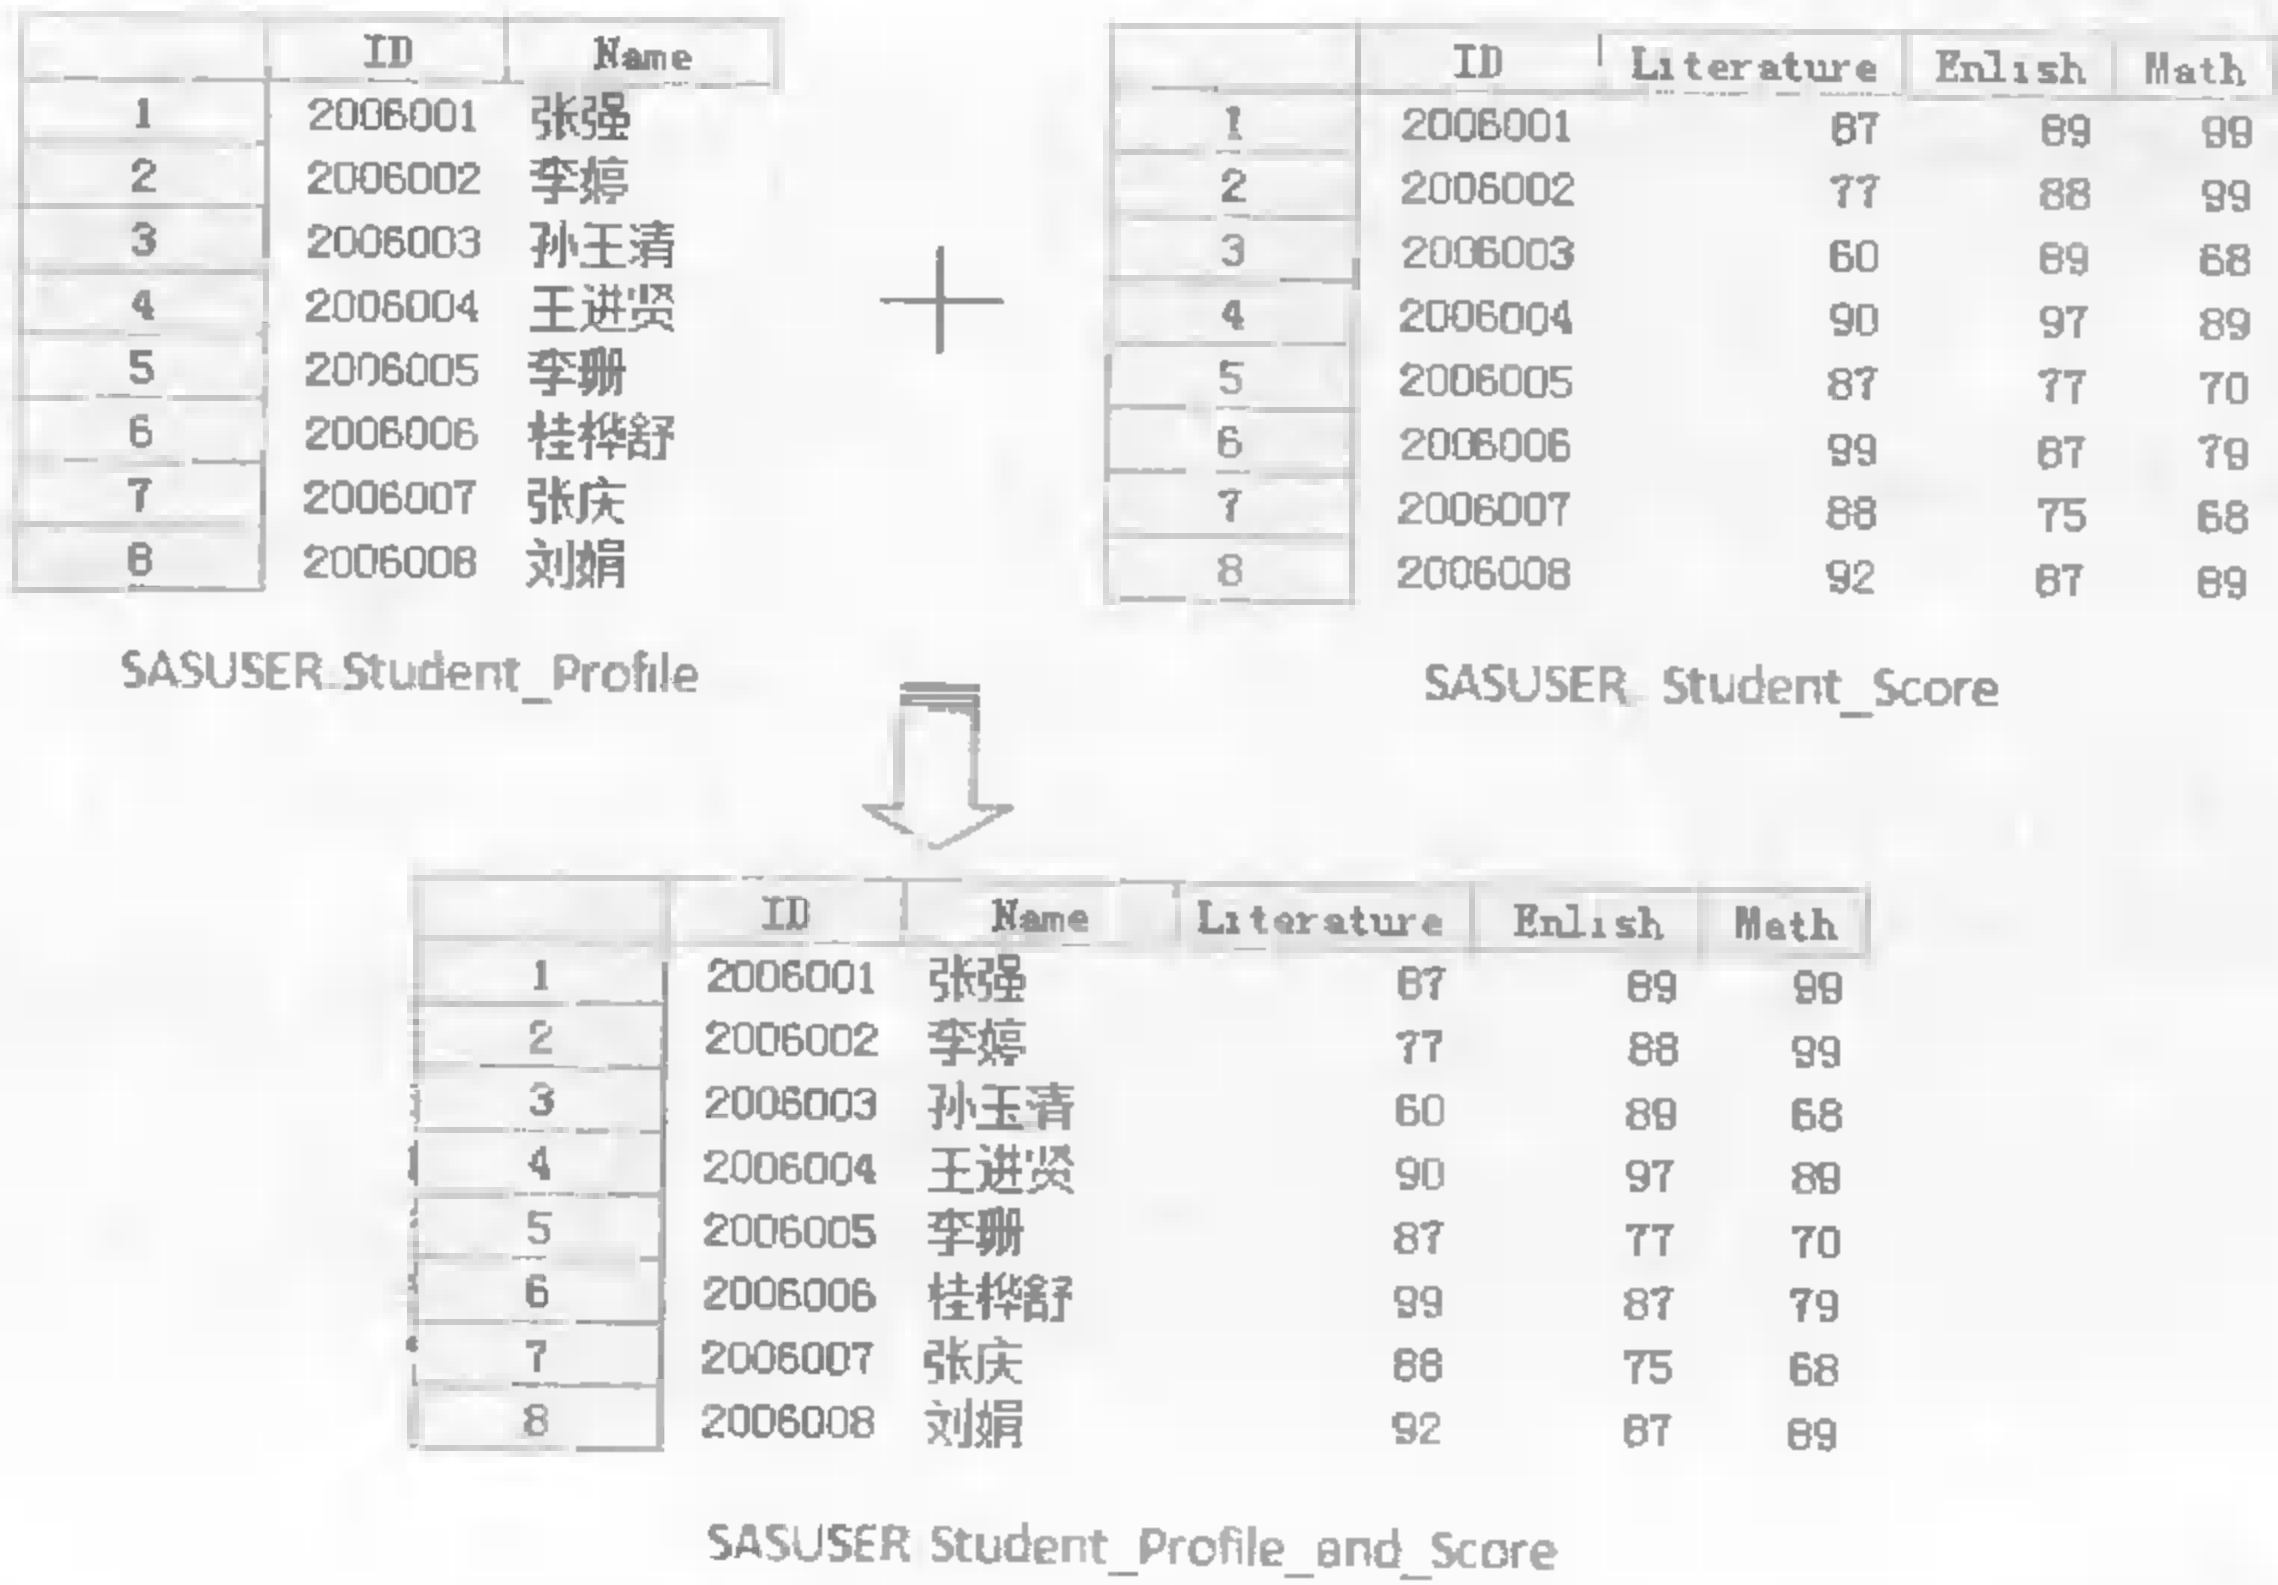 ID Name
1 2006001 张强
2 2006002 李婷
3 2006003 孙玉清
4 2006004 王进贤
5 2006005 李珊
6 2006006 桂桦舒
7 2006007 张庆
8 2006008 刘娟
SASUSER.Student_Profile
ID Literature Enlish Math
1 2006001 87 89 99
2 2006002 77 88 99
3 2006003 60 89 68
4 2006004 90 97 89
5 2006005 87 77 70
6 2006006 99 87 79
7 2006007 88 75 68
8 2006008 92 87 89
SASUSER. Student_Score
ID Name Literature Enlish Math
1 2006001 张强 87 89 99
2 2006002 李婷 77 88 99
3 2006003 孙玉清 60 89 68
4 2006004 王进贤 90 97 89
5 2006005 李珊 87 77 70
6 2006006 桂桦舒 99 87 79
7 2006007 张庆 88 75 68
8 2006008 刘娟 92 87 89
SASUSER Student_Profile_and_Score